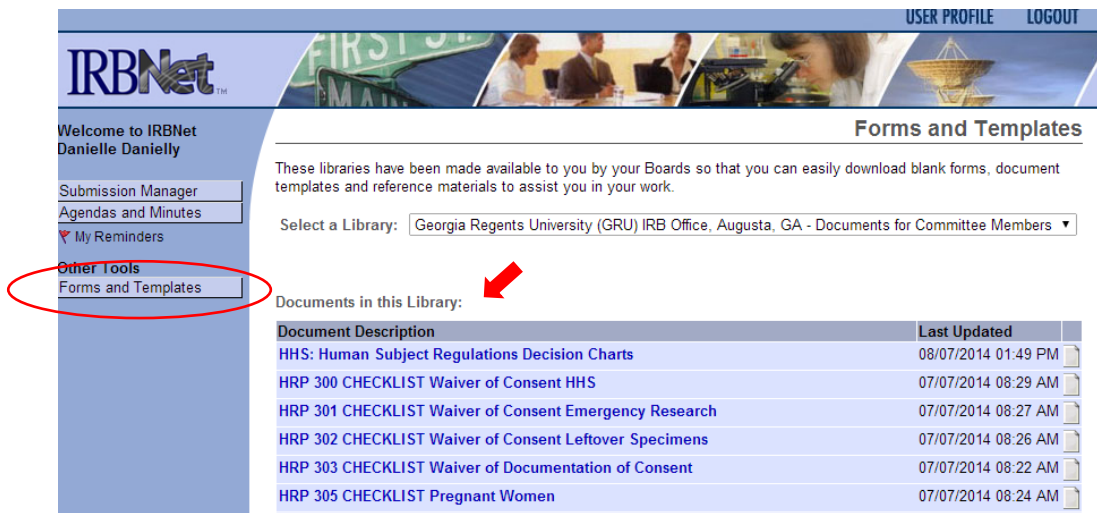 USER PROFILE LOGOUT
FIRST ST.
MAIN
IRBNet TM
Welcome to IRBNet
Danielle Danielly
Submission Manager
Agendas and Minutes
My Reminders
Other Tools
Forms and Templates
Forms and Templates
These libraries have been made available to you by your Boards so that you can easily download blank forms, document
templates and reference materials to assist you in your work.
Select a Library: Georgia Regents University (GRU) IRB Office, Augusta, GA - Documents for Committee Members
Documents in this Library:
Document Description Last Updated
HHS: Human Subject Regulations Decision Charts 08/07/2014 01:49 PM
HRP 300 CHECKLIST Waiver of Consent HHS 07/07/2014 08:29 AM
HRP 301 CHECKLIST Waiver of Consent Emergency Research 07/07/2014 08:27 AM
HRP 302 CHECKLIST Waiver of Consent Leftover Specimens 07/07/2014 08:26 AM
HRP 303 CHECKLIST Waiver of Documentation of Consent 07/07/2014 08:22 AM
HRP 305 CHECKLIST Pregnant Women 07/07/2014 08:24 AM